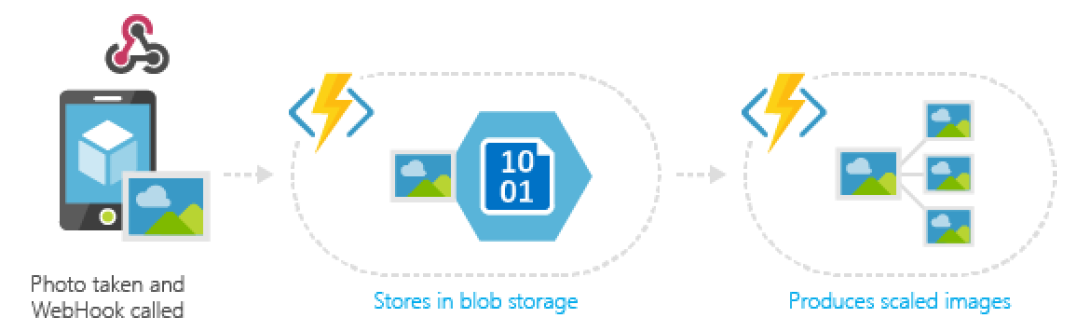 10
01
Photo taken and
WebHook called
Stores in blob storage
Produces scaled images